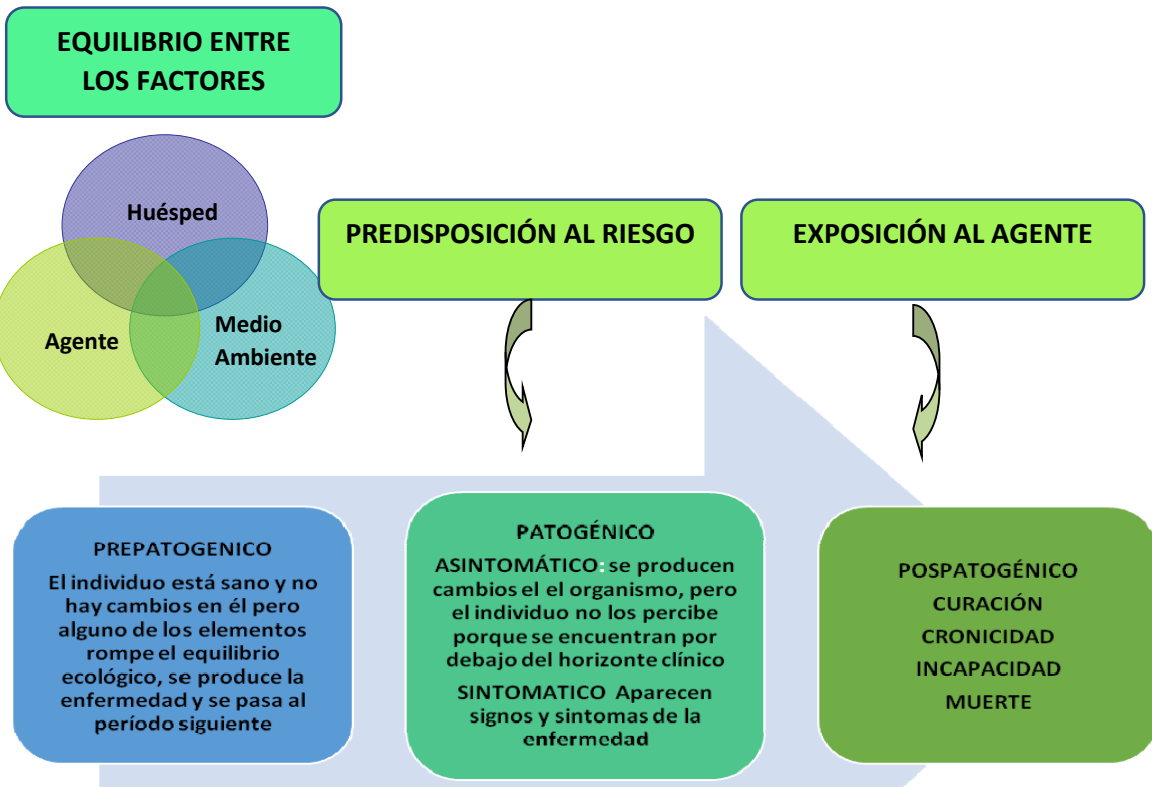 EQUILIBRIO ENTRE
LOS FACTORES
Huésped
Agente
Medio
Ambiente
PREDISPOSICIÓN AL RIESGO
EXPOSICIÓN AL AGENTE
PREPATOGENICO
El individuo está sano y no
hay cambios en él pero
alguno de los elementos
rompe el equilibrio
ecológico, se produce la
enfermedad y se pasa al
período siguiente
PATOGÉNICO
ASINTOMÁTICO: se producen
cambios el el organismo, pero
el individuo no los percibe
porque se encuentran por
debajo del horizonte clínico
SINTOMATICO Aparecen
signos y sintomas de la
enfermedad
POSPATOGÉNICO
CURACIÓN
CRONICIDAD
INCAPACIDAD
MUERTE